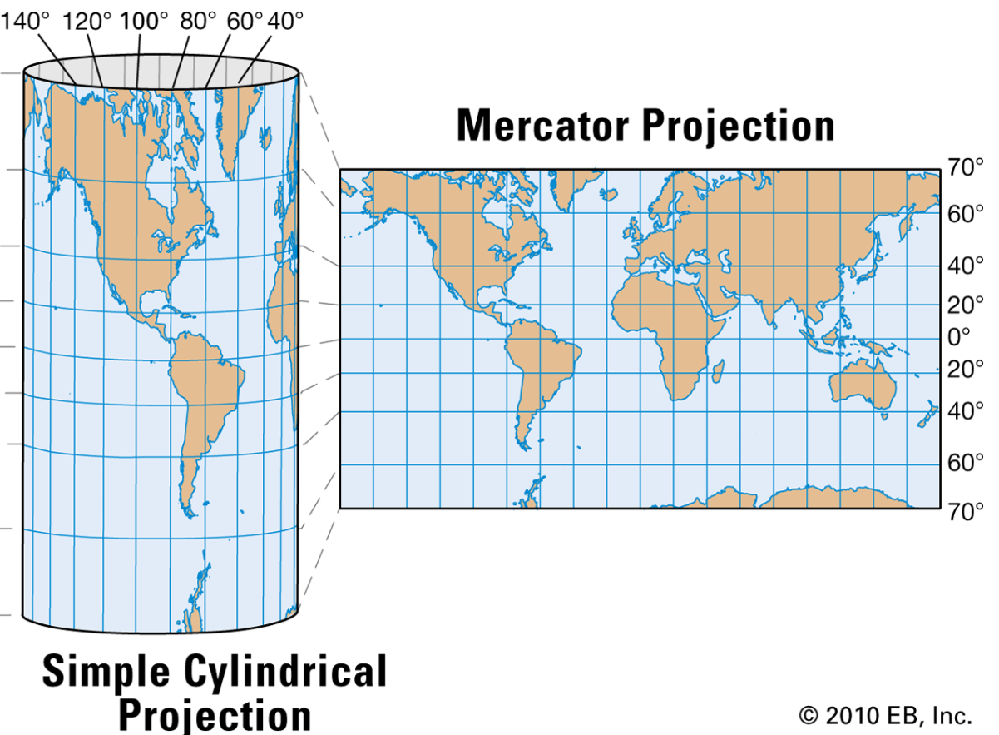 140° 120° 100° 80° 60° 40°
Mercator Projection
70°
60°
40°
20°
0°
20°
40°
60°
70°
Simple Cylindrical
Projection
© 2010 EB, Inc.